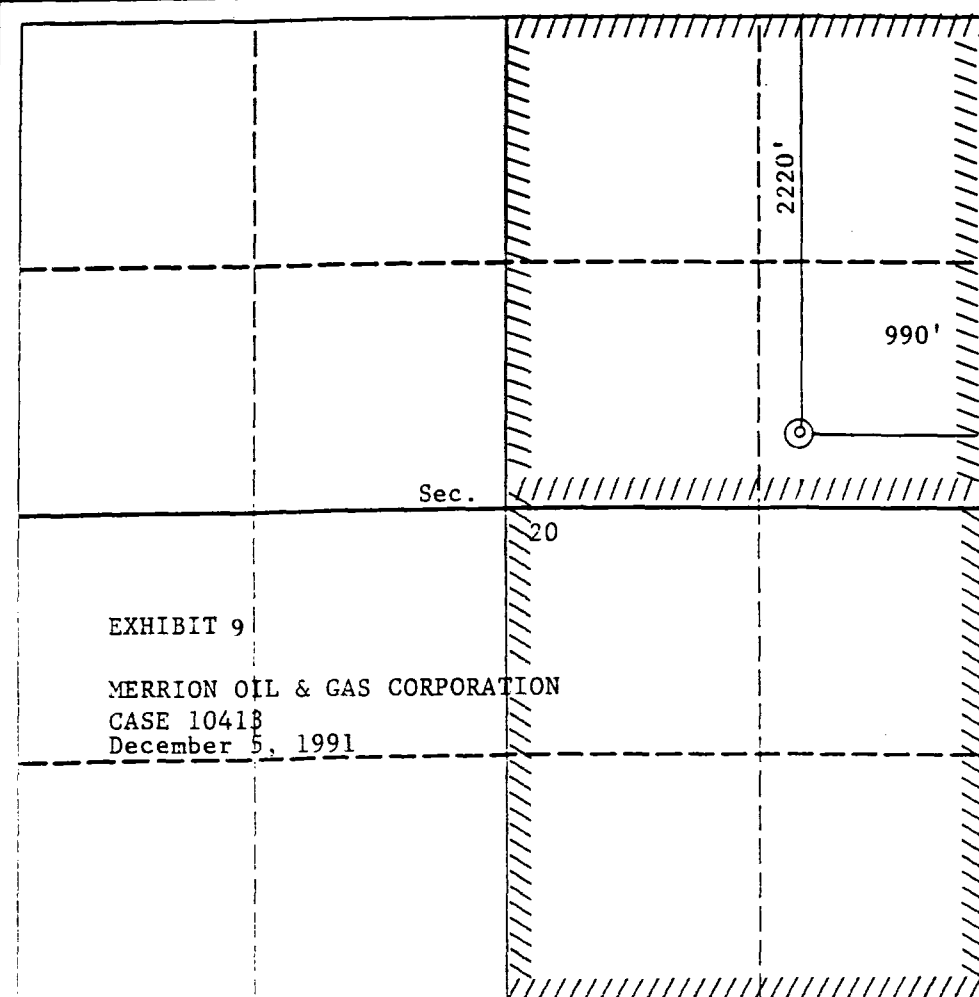 2220'
990'
Sec.
20
EXHIBIT 9
MERRION OIL & GAS CORPORATION
CASE 10413
December 5, 1991